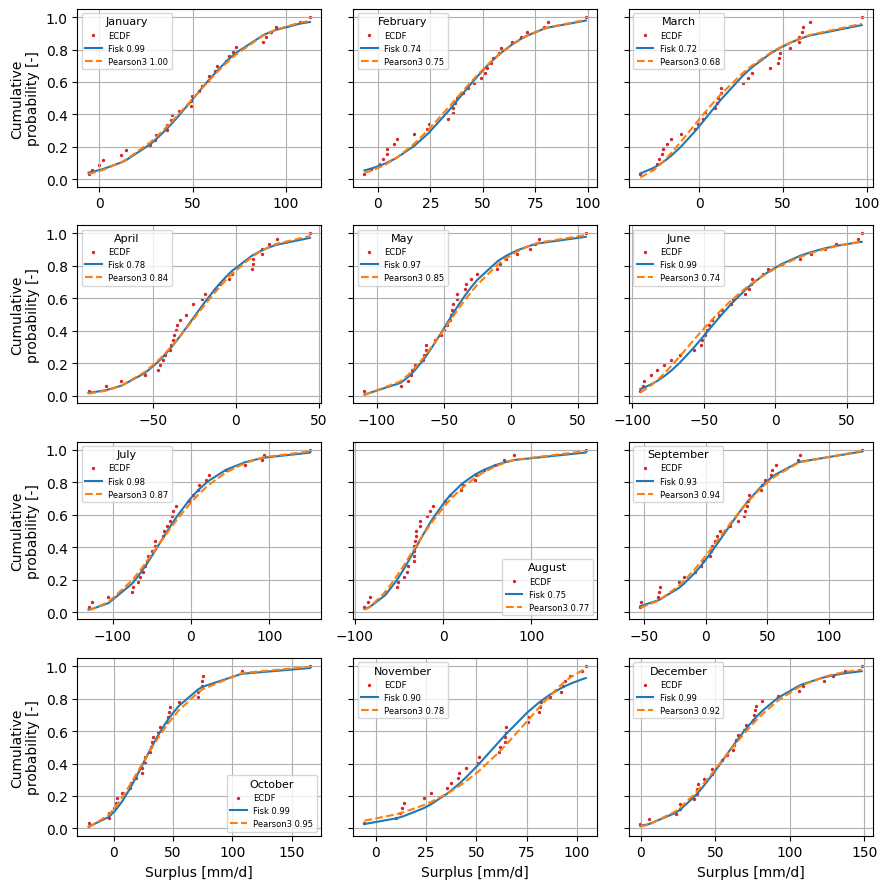 Cumulative
probability [-]
1.0
0.8
0.6
0.4
0.2
0.0
January
ECDF
Fisk 0.99
Pearson3 1.00
0 50 100
February
ECDF
Fisk 0.74
Pearson3 0.75
0 25 50 75 100
March
ECDF
Fisk 0.72
Pearson3 0.68
0 50 100
Cumulative
probability [-]
1.0
0.8
0.6
0.4
0.2
0.0
April
ECDF
Fisk 0.78
Pearson3 0.84
−50 0 50
May
ECDF
Fisk 0.97
Pearson3 0.85
−100 −50 0 50
June
ECDF
Fisk 0.99
Pearson3 0.74
−100 −50 0 50
Cumulative
probability [-]
1.0
0.8
0.6
0.4
0.2
0.0
July
ECDF
Fisk 0.98
Pearson3 0.87
−100 0 100
August
ECDF
Fisk 0.75
Pearson3 0.77
−100 0 100
September
ECDF
Fisk 0.93
Pearson3 0.94
−50 0 50 100
Cumulative
probability [-]
1.0
0.8
0.6
0.4
0.2
0.0
October
ECDF
Fisk 0.99
Pearson3 0.95
0 50 100 150
Surplus [mm/d]
November
ECDF
Fisk 0.90
Pearson3 0.78
0 25 50 75 100
Surplus [mm/d]
December
ECDF
Fisk 0.99
Pearson3 0.92
0 50 100 150
Surplus [mm/d]